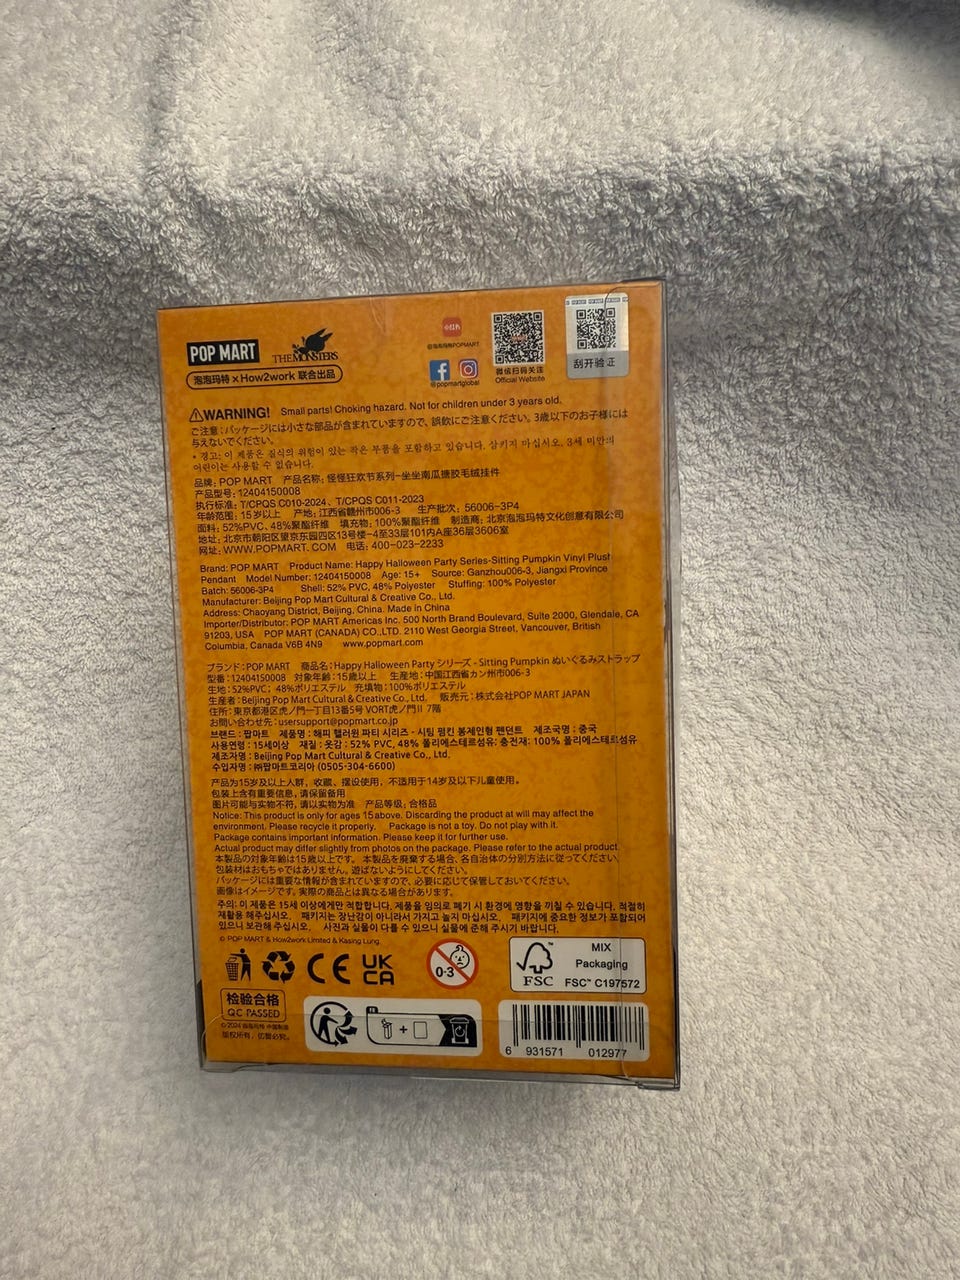 POP MART
THE MONSTERS
泡泡玛特 × How2work 联合出品
小红书
@泡泡玛特POPMART
@popmartglobal
微信扫码关注
Official Website
刮开验证
WARNING! Small parts! Choking hazard. Not for children under 3 years old.
ご注意：パッケージには小さな部品が含まれていますので、誤飲にご注意ください。3歳以下のお子様には
与えないでください。
• 경고: 이 제품은 질식의 위험이 있는 작은 부품을 포함하고 있습니다. 삼키지 마십시오. 3세 미만의
어린이는 사용할 수 없습니다.
品牌：POP MART 产品名称：怪怪狂欢节系列-坐坐南瓜搪胶毛绒挂件
产品型号：12404150008
执行标准：T/CPQS C010-2024、T/CPQS C011-2023
年龄范围：15岁以上 产地：江西省赣州市006-3 生产批次：56006-3P4
面料：52%PVC、48%聚酯纤维 填充物：100%聚酯纤维 制造商：北京泡泡玛特文化创意有限公司
地址：北京市朝阳区望京东园四区13号楼-4至33层101内A座36层3606室
网址：WWW.POPMART.COM 电话：400-023-2233
Brand: POP MART Product Name: Happy Halloween Party Series-Sitting Pumpkin Vinyl Plush
Pendant Model Number: 12404150008 Age: 15+ Source: Ganzhou006-3, Jiangxi Province
Batch: 56006-3P4 Shell: 52% PVC, 48% Polyester Stuffing: 100% Polyester
Manufacturer: Beijing Pop Mart Cultural & Creative Co., Ltd.
Address: Chaoyang District, Beijing, China. Made in China
Importer/Distributor: POP MART Americas Inc. 500 North Brand Boulevard, Suite 2000, Glendale, CA
91203, USA POP MART (CANADA) CO.,LTD. 2110 West Georgia Street, Vancouver, British
Columbia, Canada V6B 4N9 www.popmart.com
ブランド：POP MART 商品名：Happy Halloween Party シリーズ - Sitting Pumpkin ぬいぐるみストラップ
型番：12404150008 対象年齢：15歳以上 生産地：中国江西省カン州市006-3
生地：52%PVC；48%ポリエステル 充填物：100%ポリエステル
生産者：Beijing Pop Mart Cultural & Creative Co., Ltd. 販売元：株式会社POP MART JAPAN
住所：東京都港区虎ノ門一丁目13番5号 VORT虎ノ門II 7階
お問い合わせ先：usersupport@popmart.co.jp
브랜드 : 팝마트 제품명 : 해피 핼러윈 파티 시리즈 - 시팅 펌킨 봉제인형 팬던트 제조국명 : 중국
사용연령 : 15세이상 재질 : 겉감 : 52% PVC, 48% 폴리에스테르섬유; 충전재: 100% 폴리에스테르섬유
제조자명 : Beijing Pop Mart Cultural & Creative Co., Ltd.
수입자명 : ㈜팝마트코리아 (0505-304-6600)
产品为15岁及以上人群，收藏、摆设使用，不适用于14岁及以下儿童使用。
包装上含有重要信息，请保留备用
图片可能与实物不符，请以实物为准 产品等级：合格品
Notice: This product is only for ages 15above. Discarding the product at will may affect the
environment. Please recycle it properly. Package is not a toy. Do not play with it.
Package contains important information. Please keep it for further use.
Actual product may differ slightly from photos on the package. Please refer to the actual product.
本製品の対象年齢は15歳以上です。 本製品を廃棄する場合、各自治体の分別方法に従ってください。
包装材はおもちゃではありません。遊ばないようにしてください。
パッケージには重要な情報が含まれていますので、必要に応じて保管しておいてください。
画像はイメージです。実際の商品とは異なる場合があります。
주의: 이 제품은 15세 이상에게만 적합합니다. 제품을 임의로 폐기 시 환경에 영향을 끼칠 수 있습니다. 적절히
재활용 해주십시오. 패키지는 장난감이 아니라서 가지고 놀지 마십시오. 패키지에 중요한 정보가 포함되어
있으니 보관해 주십시오. 사진과 실물이 다를 수 있으니 실물에 준해 주시기 바랍니다.
© POP MART & How2work Limited & Kasing Lung.
CE
UK
CA
0-3
FSC™
MIX
Packaging
FSC™ C197572
检验合格
QC PASSED
© 2024 泡泡玛特 中国制造
版权所有，仿冒必究。
FR
+
6 931571 012977